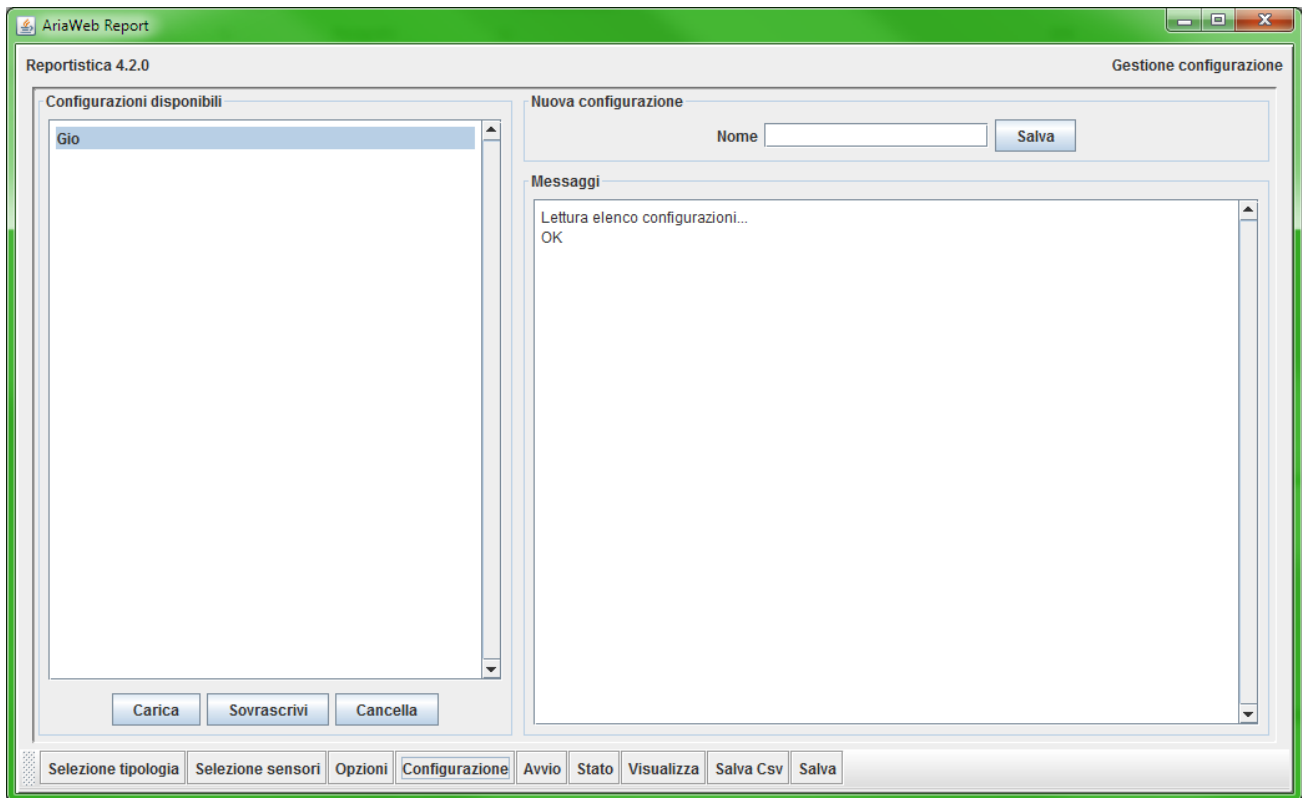 AriaWeb Report
Reportistica 4.2.0
Gestione configurazione
Configurazioni disponibili
Gio
Carica
Sovrascrivi
Cancella
Nuova configurazione
Nome
Salva
Messaggi
Lettura elenco configurazioni...
OK
Selezione tipologia
Selezione sensori
Opzioni
Configurazione
Avvio
Stato
Visualizza
Salva Csv
Salva